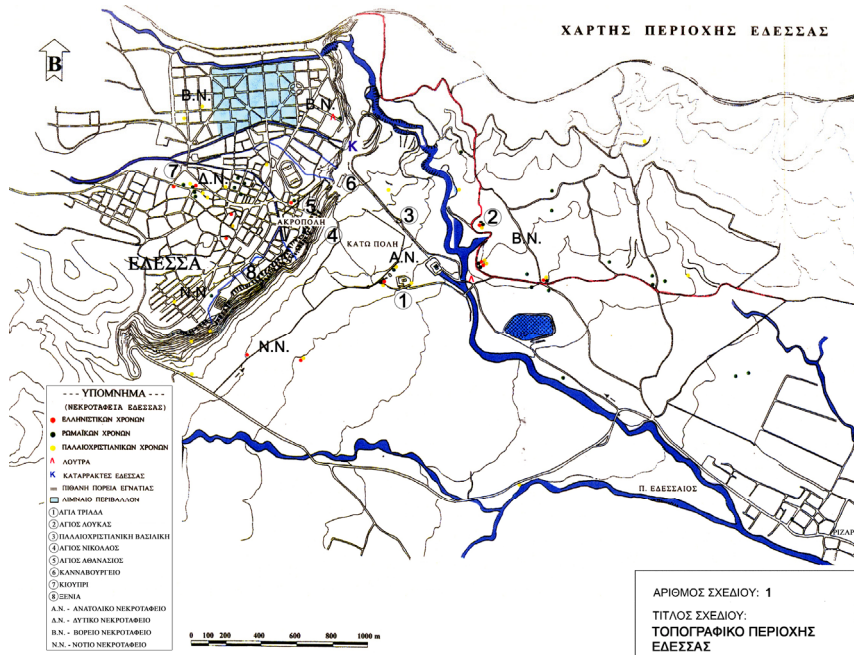 ΧΑΡΤΗΣ ΠΕΡΙΟΧΗΣ ΕΔΕΣΣΑΣ
Β
Β.Ν.
Β.Ν.
Λ
Κ
7
Δ.Ν.
6
5
ΑΚΡΟΠΟΛΗ
4
3
2
Β.Ν.
ΚΑΤΩ ΠΟΛΗ
Α.Ν.
ΕΔΕΣΣΑ
8
1
Λ
Ν.Ν.
Ν.Ν.
Π. ΕΔΕΣΣΑΙΟΣ
ΡΙΖΑΡ
--- ΥΠΟΜΝΗΜΑ ---
(ΝΕΚΡΟΤΑΦΕΙΑ ΕΔΕΣΣΑΣ)
ΕΛΛΗΝΙΣΤΙΚΩΝ ΧΡΟΝΩΝ
ΡΩΜΑΪΚΩΝ ΧΡΟΝΩΝ
ΠΑΛΑΙΟΧΡΙΣΤΙΑΝΙΚΩΝ ΧΡΟΝΩΝ
Λ ΛΟΥΤΡΑ
Κ ΚΑΤΑΡΡΑΚΤΕΣ ΕΔΕΣΣΑΣ
ΠΙΘΑΝΗ ΠΟΡΕΙΑ ΕΓΝΑΤΙΑΣ
ΛΙΜΝΑΙΟ ΠΕΡΙΒΑΛΛΟΝ
1 ΑΓΙΑ ΤΡΙΑΔΑ
2 ΑΓΙΟΣ ΛΟΥΚΑΣ
3 ΠΑΛΑΙΟΧΡΙΣΤΙΑΝΙΚΗ ΒΑΣΙΛΙΚΗ
4 ΑΓΙΟΣ ΝΙΚΟΛΑΟΣ
5 ΑΓΙΟΣ ΑΘΑΝΑΣΙΟΣ
6 ΚΑΝΝΑΒΟΥΡΓΕΙΟ
7 ΚΙΟΥΠΡΙ
8 ΞΕΝΙΑ
Α.Ν. - ΑΝΑΤΟΛΙΚΟ ΝΕΚΡΟΤΑΦΕΙΟ
Δ.Ν. - ΔΥΤΙΚΟ ΝΕΚΡΟΤΑΦΕΙΟ
Β.Ν. - ΒΟΡΕΙΟ ΝΕΚΡΟΤΑΦΕΙΟ
Ν.Ν. - ΝΟΤΙΟ ΝΕΚΡΟΤΑΦΕΙΟ
0 100 200 400 600 800 1000 m
ΑΡΙΘΜΟΣ ΣΧΕΔΙΟΥ: 1
ΤΙΤΛΟΣ ΣΧΕΔΙΟΥ:
ΤΟΠΟΓΡΑΦΙΚΟ ΠΕΡΙΟΧΗΣ
ΕΔΕΣΣΑΣ